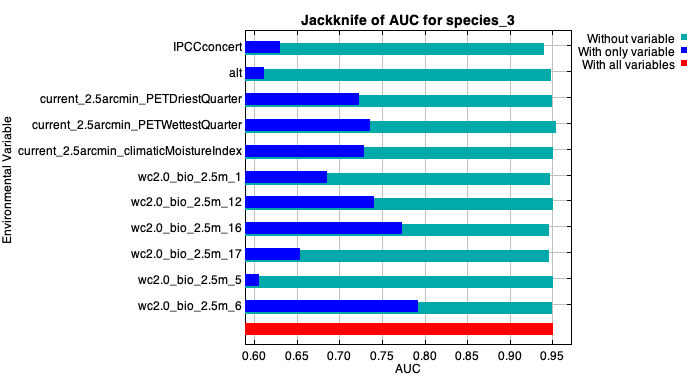 Jackknife of AUC for species_3
Without variable
With only variable
With all variables
Environmental Variable
IPCCconcert
alt
current_2.5arcmin_PETDriestQuarter
current_2.5arcmin_PETWettestQuarter
current_2.5arcmin_climaticMoistureIndex
wc2.0_bio_2.5m_1
wc2.0_bio_2.5m_12
wc2.0_bio_2.5m_16
wc2.0_bio_2.5m_17
wc2.0_bio_2.5m_5
wc2.0_bio_2.5m_6
0.60 0.65 0.70 0.75 0.80 0.85 0.90 0.95
AUC